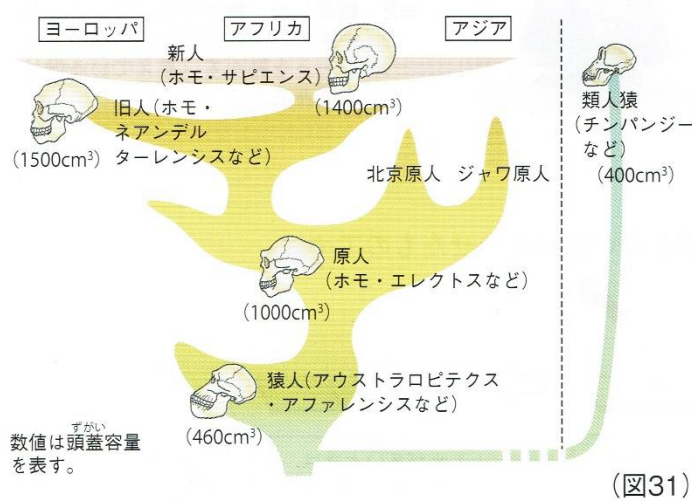 ヨーロッパ
アフリカ
アジア
新人
(ホモ・サピエンス)
(1400cm³)
旧人(ホモ・
ネアンデル
ターレンシスなど)
(1500cm³)
類人猿
(チンパンジー
など)
(400cm³)
北京原人 ジャワ原人
原人
(ホモ・エレクトスなど)
(1000cm³)
猿人(アウストラロピテクス
・アファレンシスなど)
(460cm³)
ずがい
数値は頭蓋容量
を表す。
(図31)